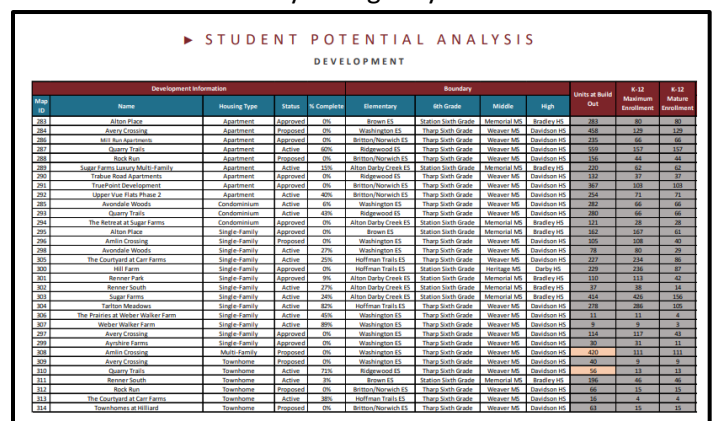 ► STUDENT POTENTIAL ANALYSIS
DEVELOPMENT
Development Information Boundary Units at Build Out K-12 Maximum Enrollment K-12 Mature Enrollment
Map ID Name Housing Type Status % Complete Elementary 6th Grade Middle High
283 Alton Place Apartment Approved 0% Brown ES Station Sixth Grade Memorial MS Bradley HS 283 80 80
284 Avery Crossing Apartment Proposed 0% Washington ES Tharp Sixth Grade Weaver MS Davidson HS 458 129 129
286 Mill Run Apartments Apartment Approved 0% Britton/Norwich ES Tharp Sixth Grade Weaver MS Davidson HS 235 66 66
287 Quarry Trails Apartment Active 60% Ridgewood ES Tharp Sixth Grade Weaver MS Davidson HS 559 157 157
288 Rock Run Apartment Proposed 0% Britton/Norwich ES Tharp Sixth Grade Weaver MS Davidson HS 156 44 44
289 Sugar Farms Luxury Multi-Family Apartment Active 15% Alton Darby Creek ES Station Sixth Grade Memorial MS Bradley HS 220 62 62
290 Trabue Road Apartments Apartment Approved 0% Ridgewood ES Tharp Sixth Grade Weaver MS Davidson HS 132 37 37
291 TruePoint Development Apartment Approved 0% Britton/Norwich ES Tharp Sixth Grade Weaver MS Davidson HS 367 103 103
292 Upper Vue Flats Phase 2 Apartment Active 40% Britton/Norwich ES Tharp Sixth Grade Weaver MS Davidson HS 254 71 71
285 Avondale Woods Condominium Active 6% Washington ES Tharp Sixth Grade Weaver MS Davidson HS 282 66 66
293 Quarry Trails Condominium Active 43% Ridgewood ES Tharp Sixth Grade Weaver MS Davidson HS 280 66 66
294 The Retreat at Sugar Farms Condominium Approved 0% Alton Darby Creek ES Station Sixth Grade Memorial MS Bradley HS 121 28 28
295 Alton Place Single-Family Approved 0% Brown ES Station Sixth Grade Memorial MS Bradley HS 162 167 61
296 Amlin Crossing Single-Family Proposed 0% Washington ES Tharp Sixth Grade Weaver MS Davidson HS 105 108 40
298 Avondale Woods Single-Family Active 27% Washington ES Tharp Sixth Grade Weaver MS Davidson HS 78 80 29
305 The Courtyard at Carr Farms Single-Family Active 25% Hoffman Trails ES Tharp Sixth Grade Weaver MS Davidson HS 227 234 86
300 Hill Farm Single-Family Approved 0% Hoffman Trails ES Station Sixth Grade Heritage MS Darby HS 229 236 87
301 Renner Park Single-Family Approved 9% Alton Darby Creek ES Station Sixth Grade Memorial MS Bradley HS 110 113 42
302 Renner South Single-Family Active 27% Alton Darby Creek ES Station Sixth Grade Memorial MS Bradley HS 37 38 14
303 Sugar Farms Single-Family Active 24% Alton Darby Creek ES Station Sixth Grade Memorial MS Bradley HS 414 426 156
304 Tarlton Meadows Single-Family Active 82% Hoffman Trails ES Tharp Sixth Grade Weaver MS Davidson HS 278 286 105
306 The Prairies at Weber Walker Farm Single-Family Active 45% Washington ES Tharp Sixth Grade Weaver MS Davidson HS 11 11 4
307 Weber Walker Farm Single-Family Active 89% Washington ES Tharp Sixth Grade Weaver MS Davidson HS 9 9 3
297 Avery Crossing Single-Family Approved 0% Washington ES Tharp Sixth Grade Weaver MS Davidson HS 114 117 43
299 Ayrshire Farms Single-Family Approved 0% Washington ES Tharp Sixth Grade Weaver MS Davidson HS 30 31 11
308 Amlin Crossing Multi-Family Proposed 0% Washington ES Tharp Sixth Grade Weaver MS Davidson HS 420 111 111
309 Avery Crossing Townhome Proposed 0% Washington ES Tharp Sixth Grade Weaver MS Davidson HS 40 9 9
310 Quarry Trails Townhome Active 71% Ridgewood ES Tharp Sixth Grade Weaver MS Davidson HS 56 13 13
311 Renner South Townhome Active 3% Brown ES Station Sixth Grade Memorial MS Bradley HS 196 46 46
312 Rock Run Townhome Proposed 0% Britton/Norwich ES Tharp Sixth Grade Weaver MS Davidson HS 66 15 15
313 The Courtyard at Carr Farms Townhome Active 38% Hoffman Trails ES Tharp Sixth Grade Weaver MS Davidson HS 16 4 4
314 Townhomes at Hilliard Townhome Proposed 0% Britton/Norwich ES Tharp Sixth Grade Weaver MS Davidson HS 63 15 15